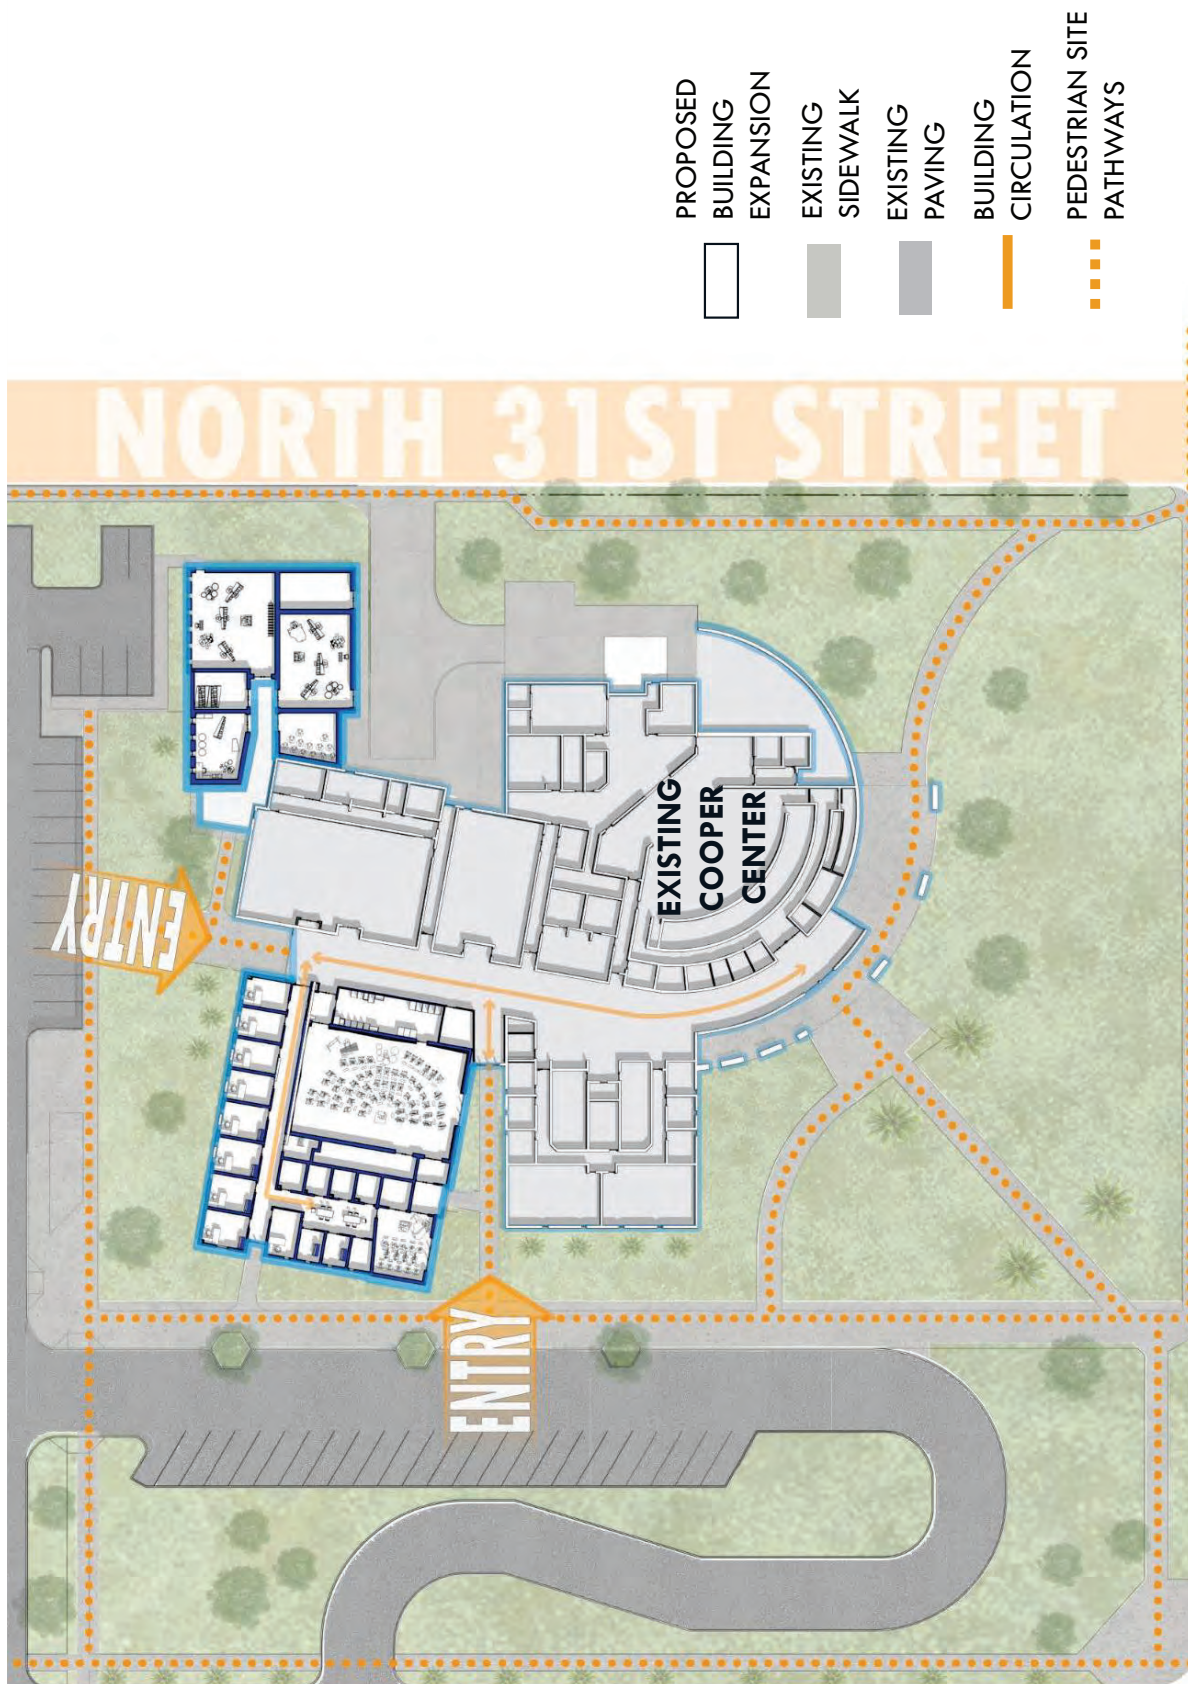 PROPOSED
BUILDING
EXPANSION
EXISTING
SIDEWALK
EXISTING
PAVING
BUILDING
CIRCULATION
PEDESTRIAN SITE
PATHWAYS
NORTH 31ST STREET
ENTRY
EXISTING
COOPER
CENTER
ENTRY